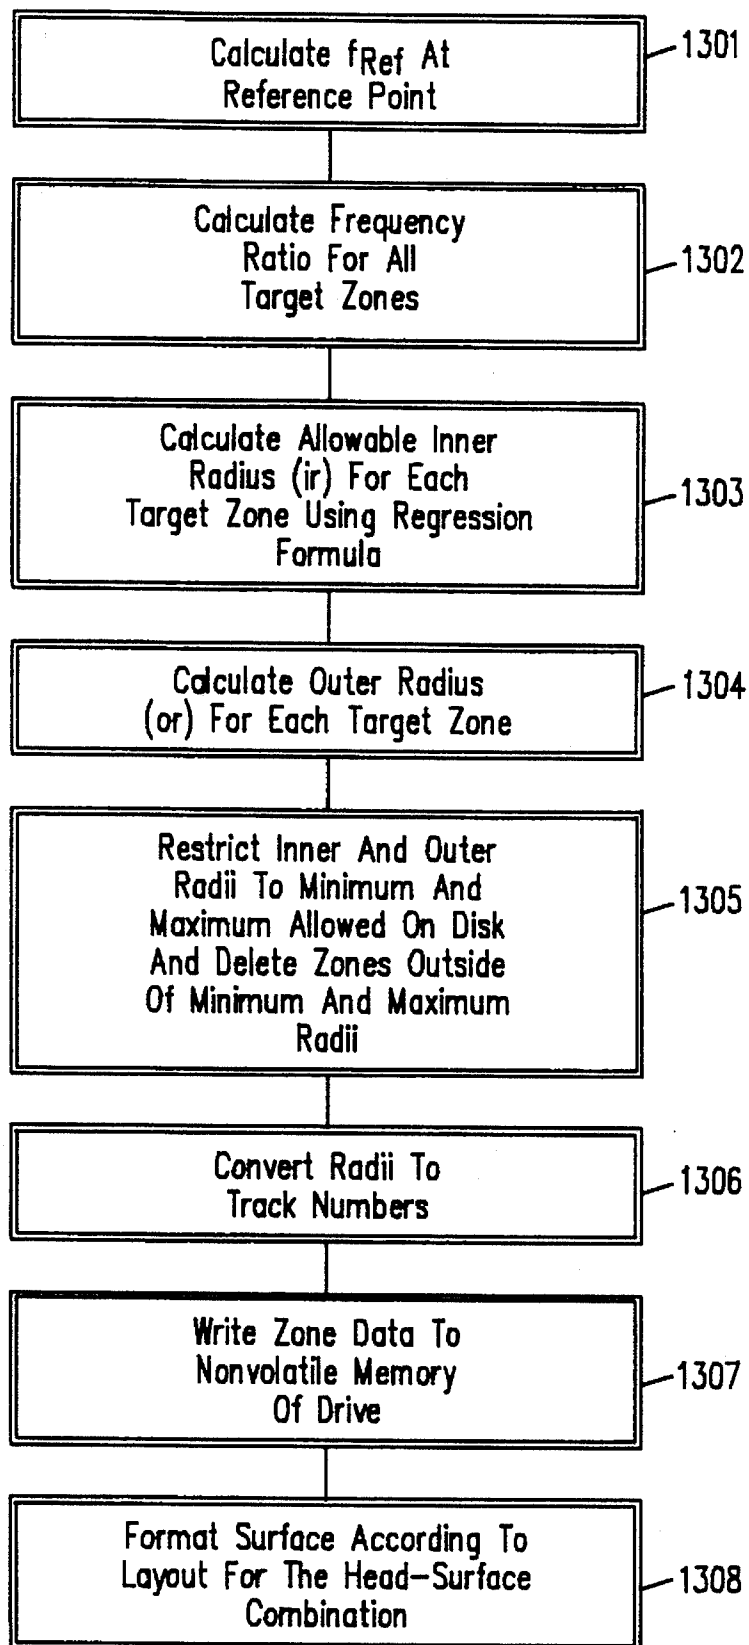 Calculate fRef At
Reference Point
1301
Calculate Frequency
Ratio For All
Target Zones
1302
Calculate Allowable Inner
Radius (ir) For Each
Target Zone Using Regression
Formula
1303
Calculate Outer Radius
(or) For Each Target Zone
1304
Restrict Inner And Outer
Radii To Minimum And
Maximum Allowed On Disk
And Delete Zones Outside
Of Minimum And Maximum
Radii
1305
Convert Radii To
Track Numbers
1306
Write Zone Data To
Nonvolatile Memory
Of Drive
1307
Format Surface According To
Layout For The Head-Surface
Combination
1308